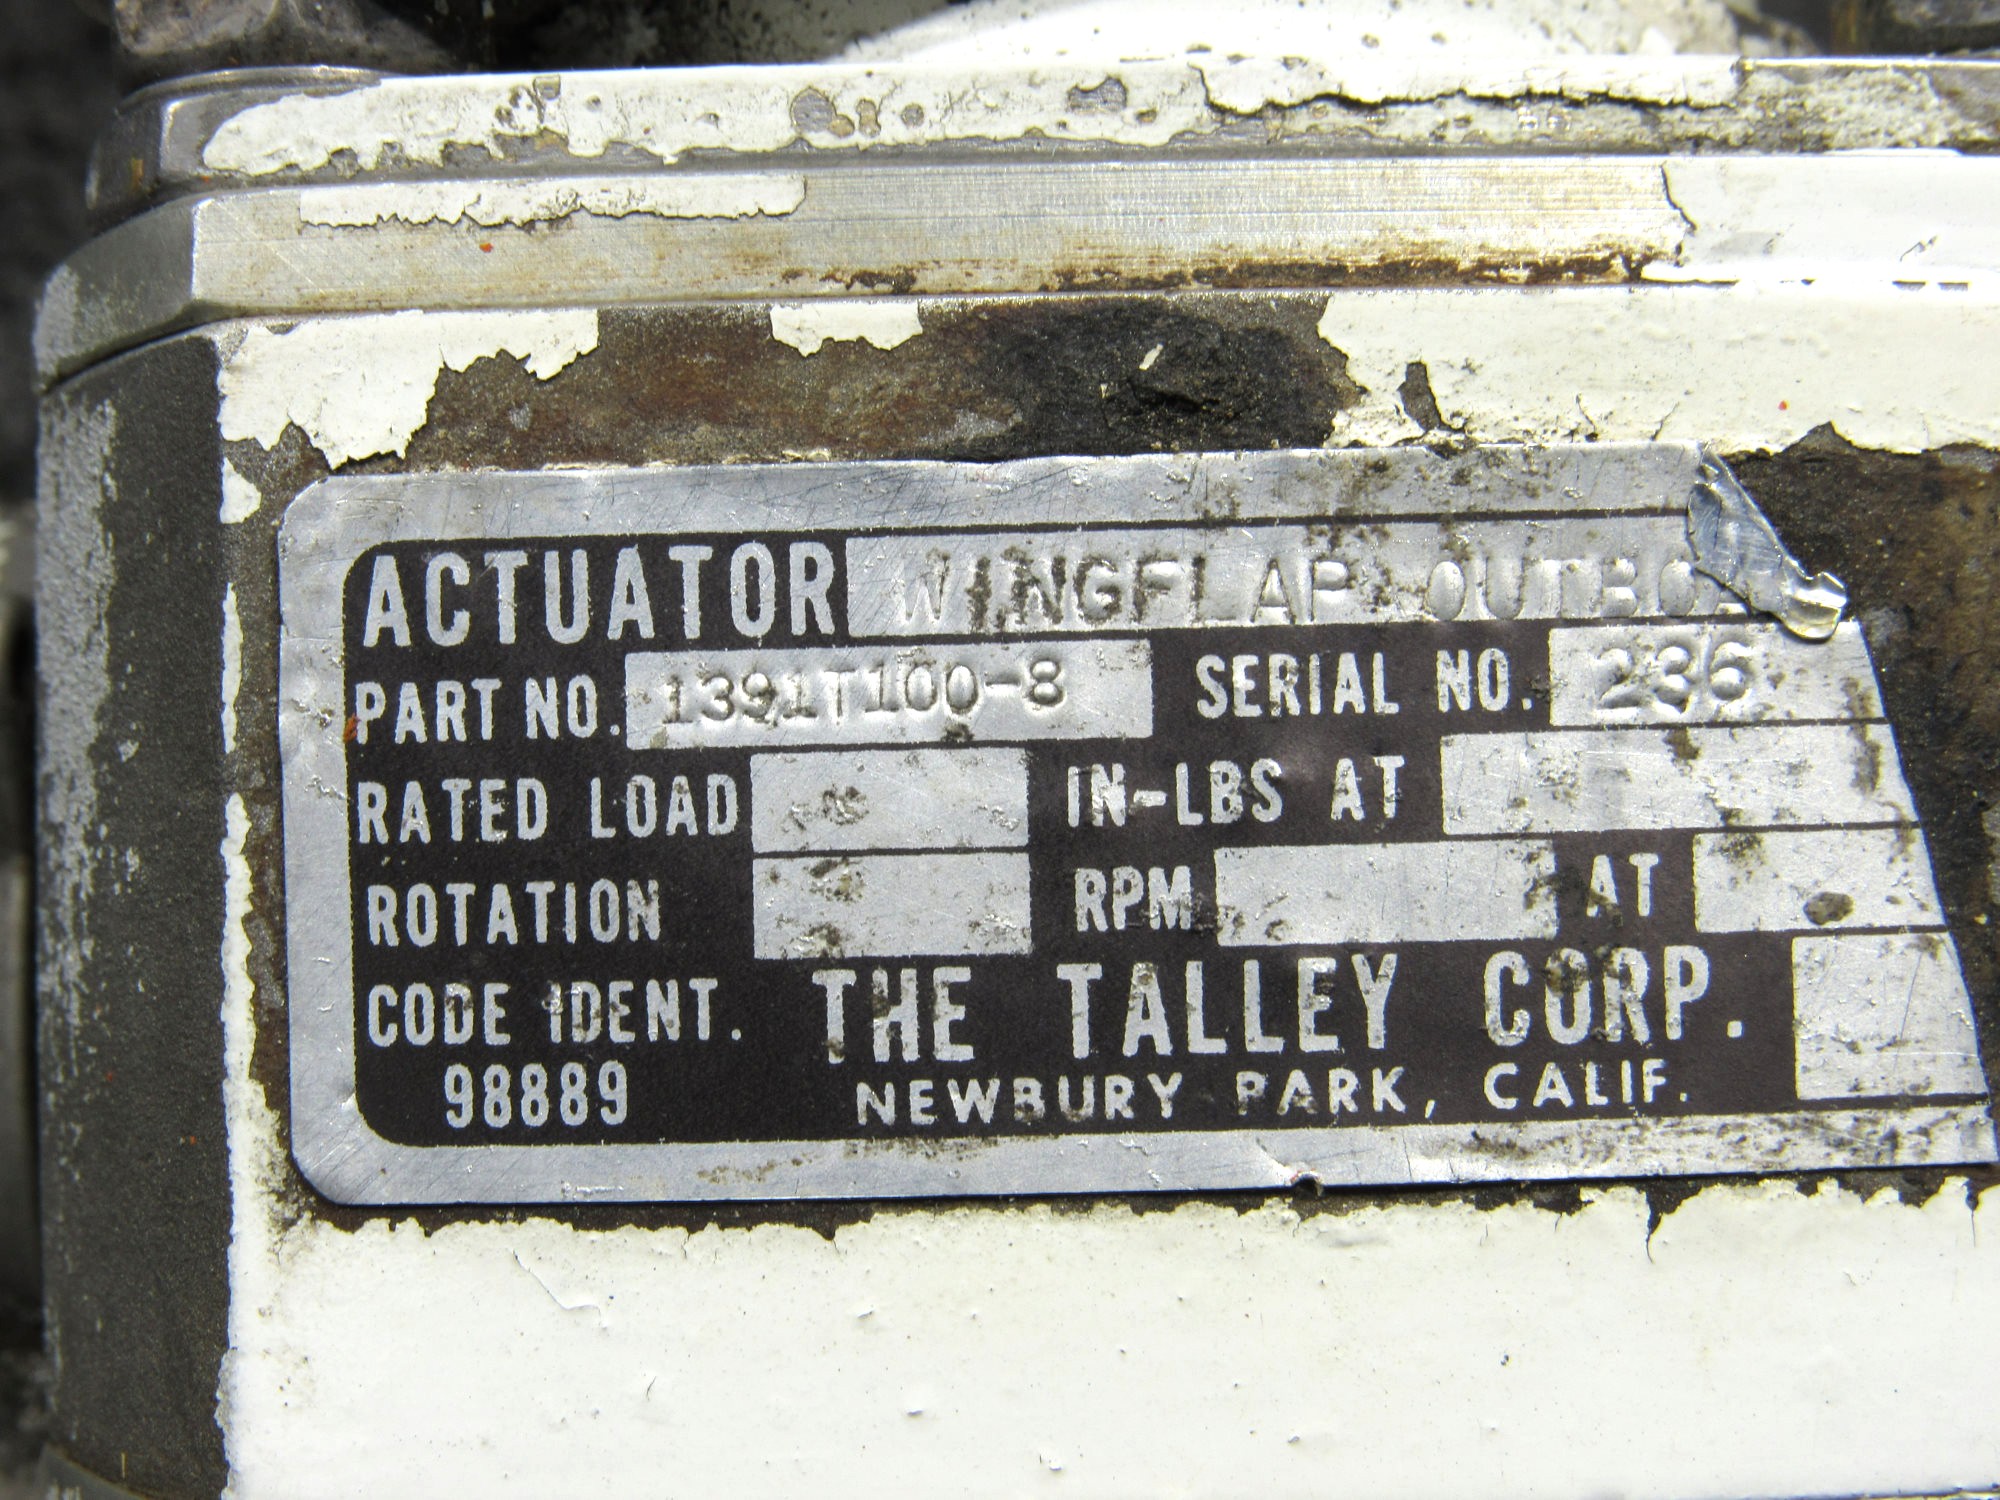 ACTUATOR WINGFLAP OUTBO
PART NO. 1391T100-8 SERIAL NO. 236
RATED LOAD IN-LBS AT
ROTATION RPM AT
CODE IDENT. THE TALLEY CORP.
98889 NEWBURY PARK, CALIF.